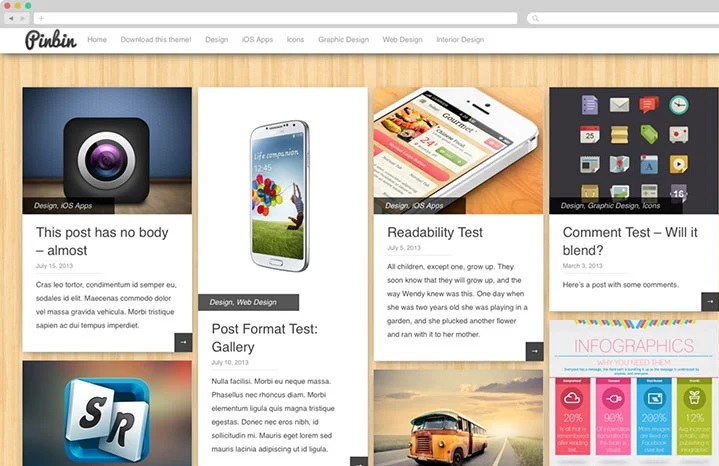 Pinbin
Home Download this theme! Design iOS Apps Icons Graphic Design Web Design Interior Design
Design, iOS Apps
This post has no body
– almost
July 15, 2013
Cras leo tortor, condimentum id semper eu,
sodales id elit. Maecenas commodo dolor
vel massa gravida vehicula. Morbi tristique
sapien ac dui tempus imperdiet.
→
SR
Life companion
Design, Web Design
Post Format Test:
Gallery
July 10, 2013
Nulla facilisi. Morbi eu neque massa.
Phasellus nec rhoncus diam. Morbi
elementum ligula quis magna tristique
egestas. Donec nec eros nibh, id
sollicitudin mi. Mauris eget lorem sed
mauris lacinia adipiscing ut id ligula.
→
Gourmet
Chinese Food
24°
Design, iOS Apps
Readability Test
July 5, 2013
All children, except one, grow up. They
soon know that they will grow up, and the
way Wendy knew was this. One day when
she was two years old she was playing in a
garden, and she plucked another flower
and ran with it to her mother.
→
25
A
16
Design, Graphic Design, Icons
Comment Test – Will it
blend?
March 3, 2013
Here's a post with some comments.
→
INFOGRAPHICS
WHY YOU NEED THEM
20% 90% 200% 12%